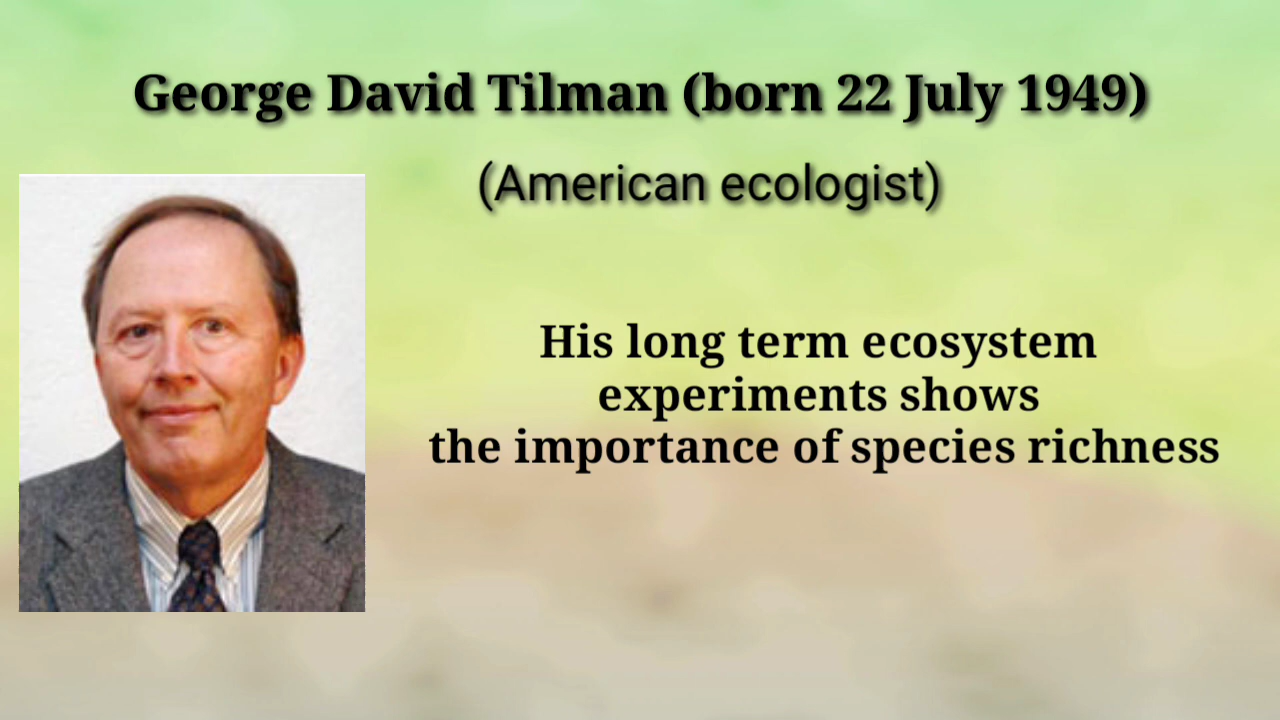 George David Tilman (born 22 July 1949)
(American ecologist)
His long term ecosystem
experiments shows
the importance of species richness